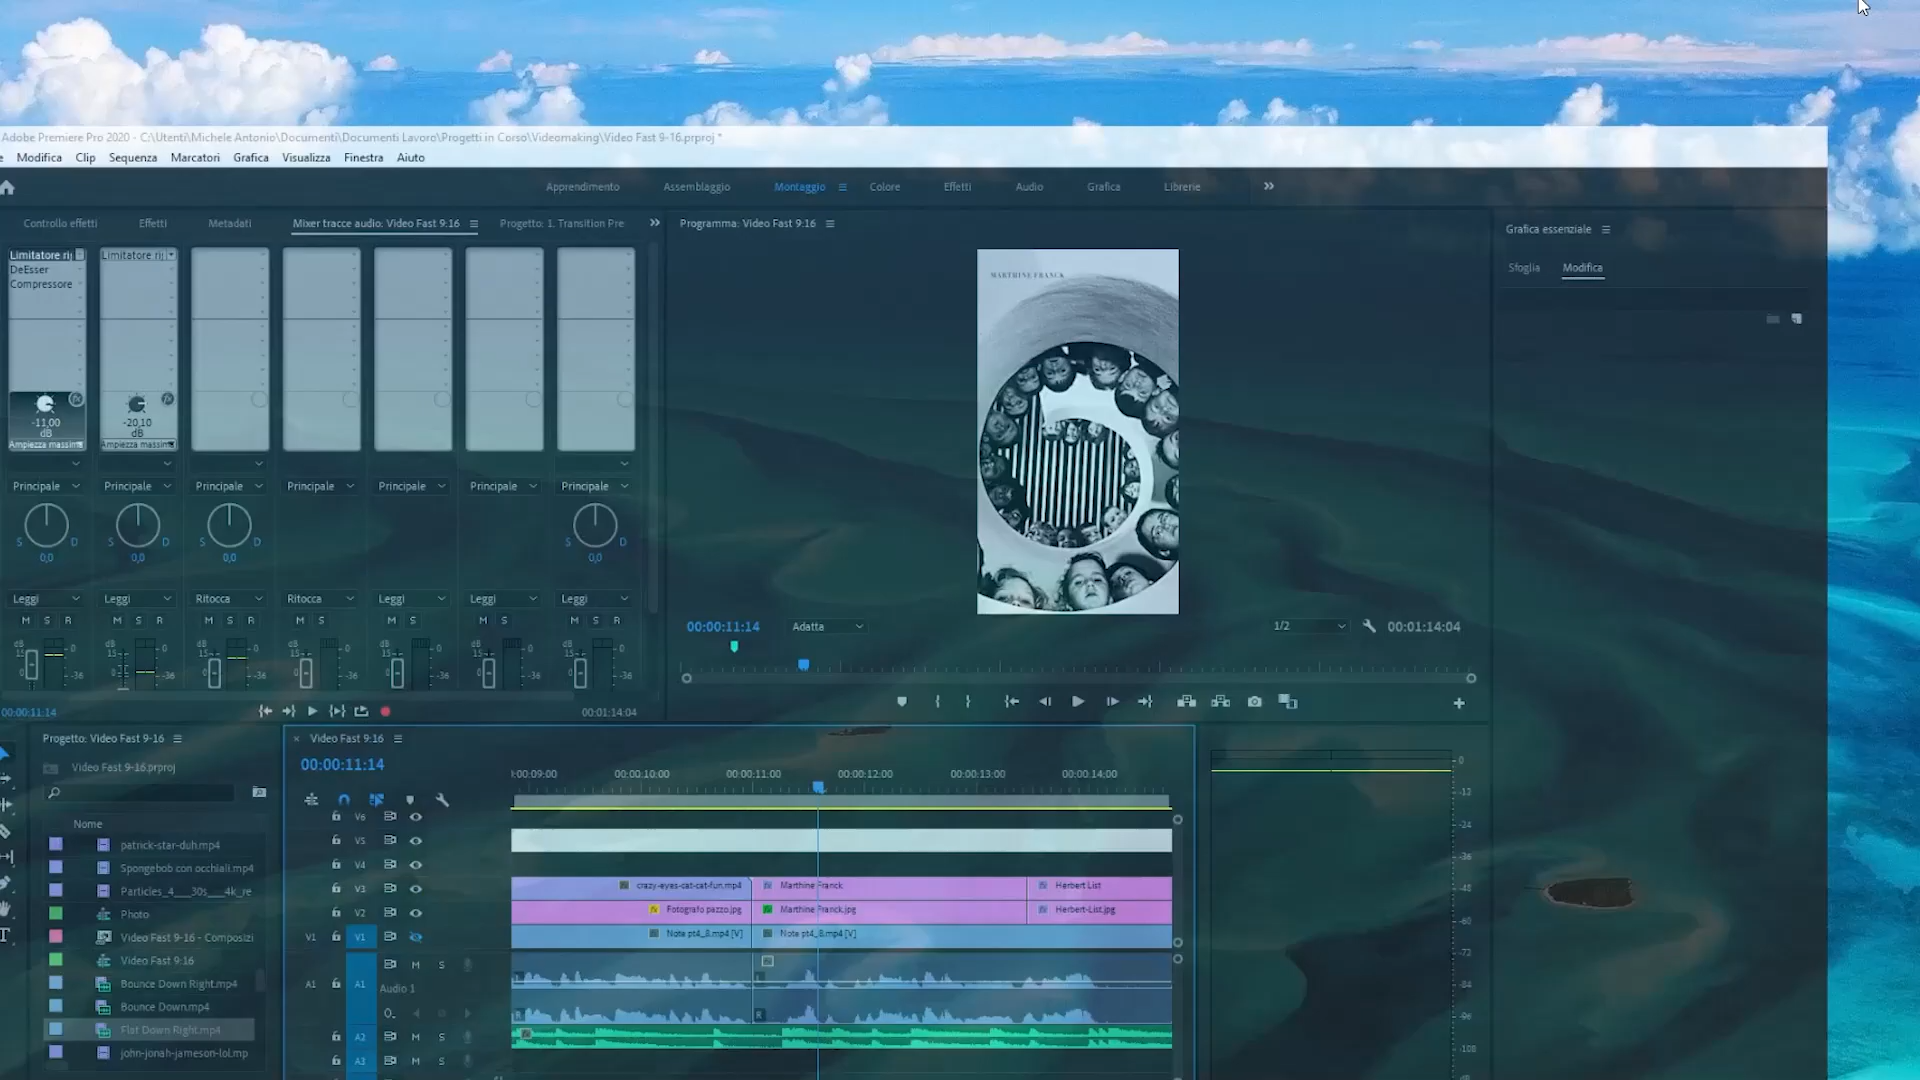 Adobe Premiere Pro 2020 - C:\Utenti\Michele Antonio\Documenti\Documenti Lavoro\Progetti in Corso\Videomaking\Video Fast 9-16.prproj *
Modifica Clip Sequenza Marcatori Grafica Visualizza Finestra Aiuto
Apprendimento Assemblaggio Montaggio Colore Effetti Audio Grafica Librerie
Controllo effetti Effetti Metadati Mixer tracce audio: Video Fast 9:16 Progetto: 1. Transition Pre
Programma: Video Fast 9:16
Grafica essenziale
Sfoglia Modifica
Limitatore ri Limitatore ri
DeEsser
Compressore
MARTHINE FRANCK
-11,00 -20,10
dB dB
Ampiezza massim Ampiezza massim
Principale Principale Principale Principale Principale Principale Principale
S D S D S D S D
0,0 0,0 0,0 0,0
Leggi Leggi Ritocca Ritocca Leggi Leggi Leggi
M S R M S R M S R M S M S M S M S R
dB dB dB dB dB dB dB
15 15 15 15 15 15 15
0 0 0 0 0 0 0
-36 -36 -36 -36 -36 -36 -36
00:00:11:14 00:01:14:04
00:00:11:14 Adatta 1/2 00:01:14:04
Progetto: Video Fast 9-16
Video Fast 9-16.prproj
Nome
patrick-star-duh.mp4
Spongebob con occhiali.mp4
Particles_4___30s___4k_re
Photo
Video Fast 9-16 - Composizi
Video Fast 9:16
Bounce Down Right.mp4
Bounce Down.mp4
Flat Down Right.mp4
john-jonah-jameson-lol.mp
Video Fast 9:16
00:00:11:14
:00:09:00 00:00:10:00 00:00:11:00 00:00:12:00 00:00:13:00 00:00:14:00
V6
V5
V4
V3 crazy-eyes-cat-cat-fun.mp4 Marthine Franck Herbert List
V2 Fotografo pazzo.jpg Marthine Franck.jpg Herbert-List.jpg
V1 V1 Note pt4_8.mp4 [V] Note pt4_8.mp4 [V]
M S
A1 A1
Audio 1
L
R R
A2 M S
A3 M S
0
-12
-24
-36
-48
-60
-72
-84
-96
-108
dB